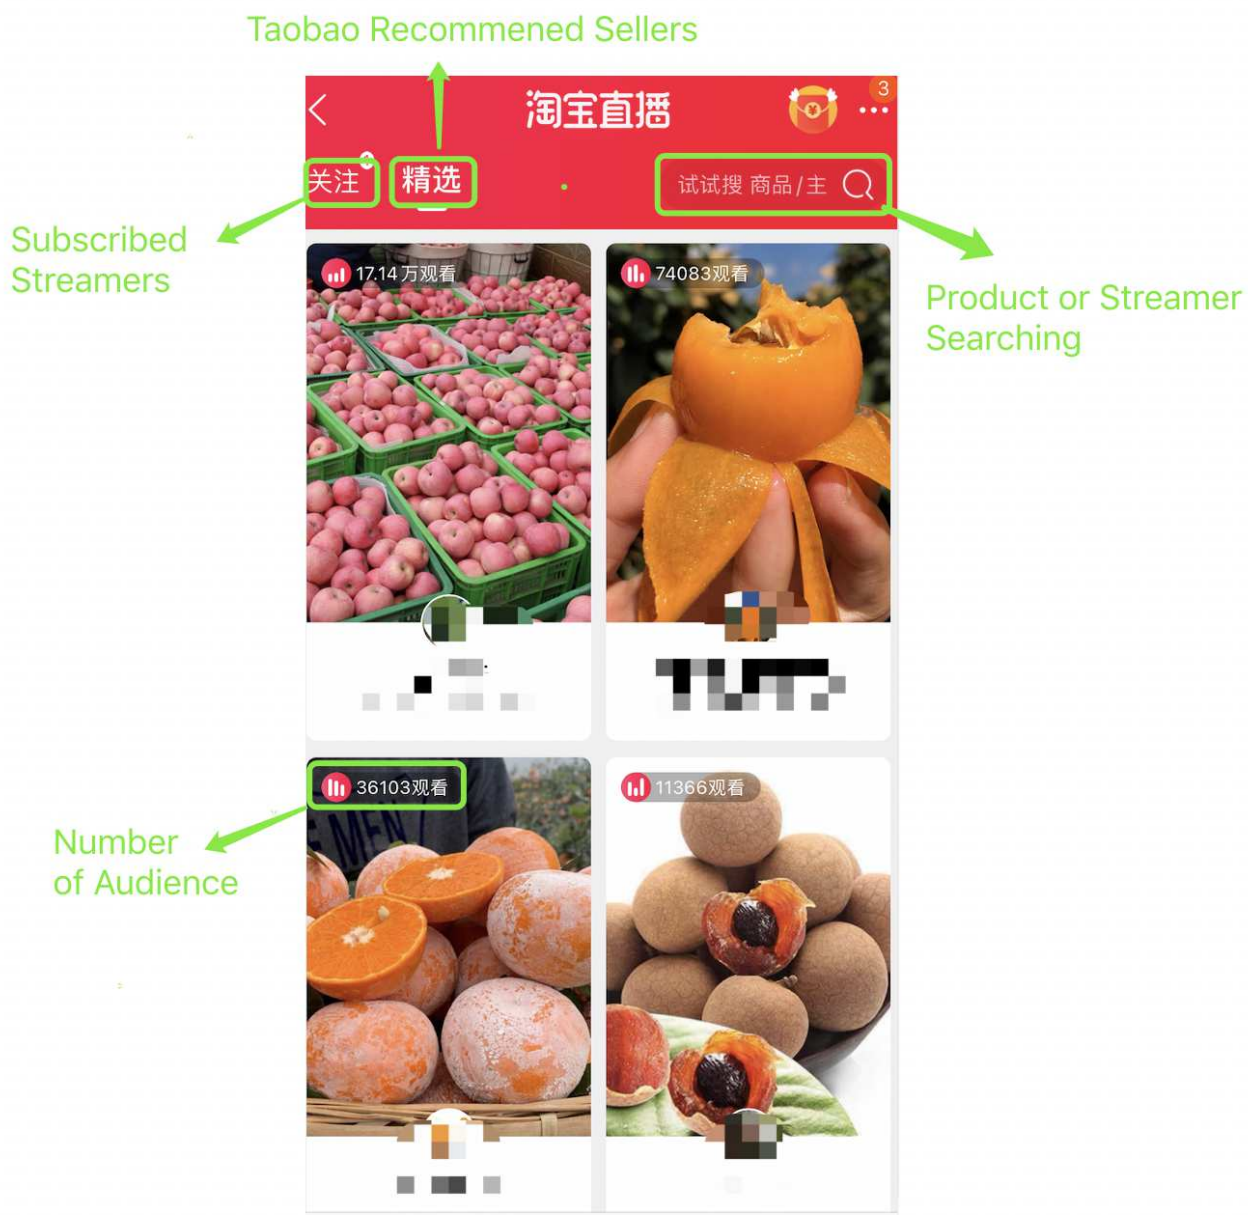 Taobao Recommened Sellers
淘宝直播
3
关注
精选
试试搜 商品/主
Subscribed
Streamers
Product or Streamer
Searching
17.14万观看
74083观看
36103观看
11366观看
Number
of Audience